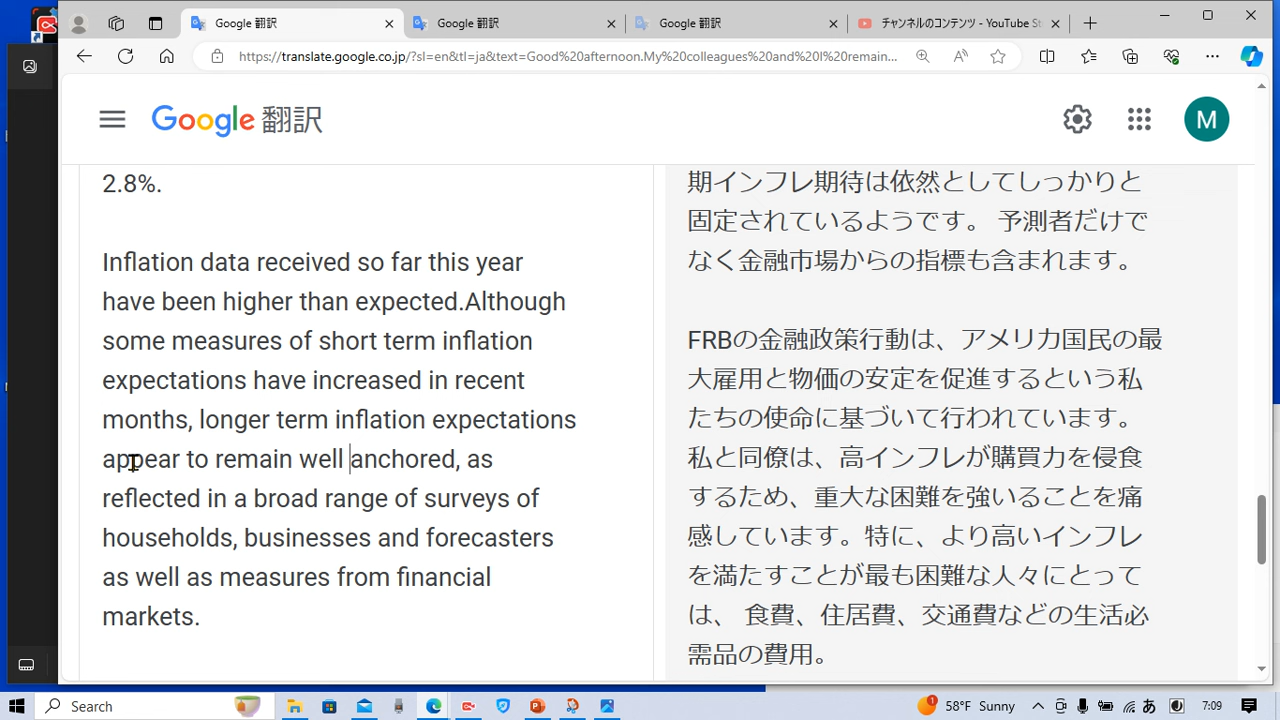 Google 翻訳
Google 翻訳
Google 翻訳
チャンネルのコンテンツ - YouTube St
https://translate.google.co.jp/?sl=en&tl=ja&text=Good%20afternoon.My%20colleagues%20and%20I%20remain...
Google 翻訳
M
2.8%.
Inflation data received so far this year
have been higher than expected.Although
some measures of short term inflation
expectations have increased in recent
months, longer term inflation expectations
appear to remain well anchored, as
reflected in a broad range of surveys of
households, businesses and forecasters
as well as measures from financial
markets.
期インフレ期待は依然としてしっかりと
固定されているようです。 予測者だけで
なく金融市場からの指標も含まれます。
FRBの金融政策行動は、アメリカ国民の最
大雇用と物価の安定を促進するという私
たちの使命に基づいて行われています。
私と同僚は、高インフレが購買力を侵食
するため、重大な困難を強いることを痛
感しています。特に、より高いインフレ
を満たすことが最も困難な人々にとって
は、 食費、住居費、交通費などの生活必
需品の費用。
Search
58°F Sunny
あ
7:09